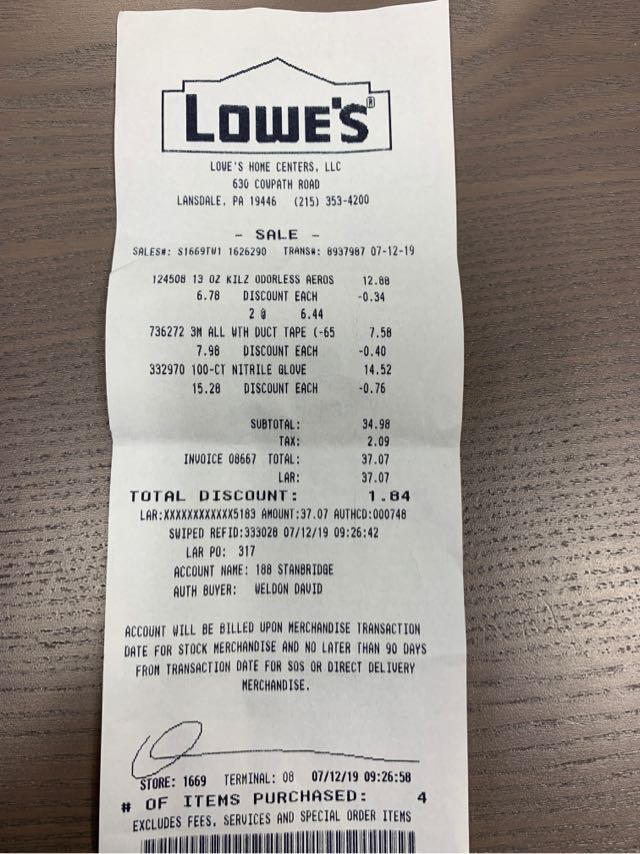 LOWE'S®
LOWE'S HOME CENTERS, LLC
630 COWPATH ROAD
LANSDALE, PA 19446 (215) 353-4200
- SALE -
SALES#: S1669TW1 1626290 TRANS#: 8937987 07-12-19
124508 13 OZ KILZ ODORLESS AEROS 12.88
6.78 DISCOUNT EACH -0.34
2 @ 6.44
736272 3M ALL WTH DUCT TAPE (-65 7.58
7.98 DISCOUNT EACH -0.40
332970 100-CT NITRILE GLOVE 14.52
15.28 DISCOUNT EACH -0.76
SUBTOTAL: 34.98
TAX: 2.09
INVOICE 08667 TOTAL: 37.07
LAR: 37.07
TOTAL DISCOUNT: 1.84
LAR:XXXXXXXXXXXX5183 AMOUNT:37.07 AUTHCD:000748
SWIPED REFID:333028 07/12/19 09:26:42
LAR PO: 317
ACCOUNT NAME: 188 STANBRIDGE
AUTH BUYER: WELDON DAVID
ACCOUNT WILL BE BILLED UPON MERCHANDISE TRANSACTION
DATE FOR STOCK MERCHANDISE AND NO LATER THAN 90 DAYS
FROM TRANSACTION DATE FOR SOS OR DIRECT DELIVERY
MERCHANDISE.
STORE: 1669 TERMINAL: 08 07/12/19 09:26:58
# OF ITEMS PURCHASED: 4
EXCLUDES FEES, SERVICES AND SPECIAL ORDER ITEMS